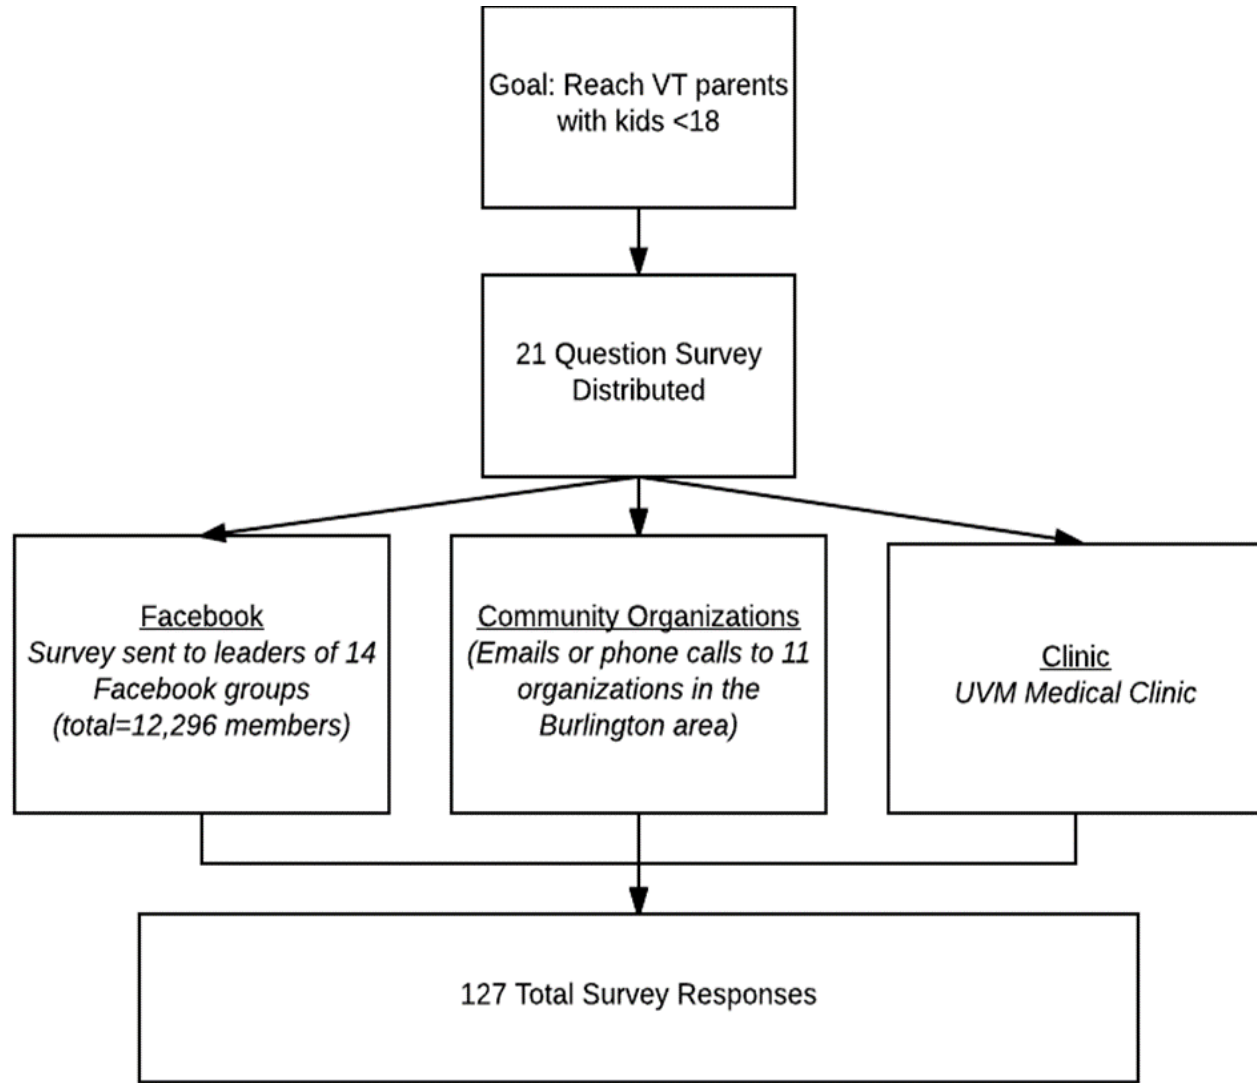 Goal: Reach VT parents
with kids <18
21 Question Survey
Distributed
Facebook
Survey sent to leaders of 14
Facebook groups
(total=12,296 members)
Community Organizations
(Emails or phone calls to 11
organizations in the
Burlington area)
Clinic
UVM Medical Clinic
127 Total Survey Responses